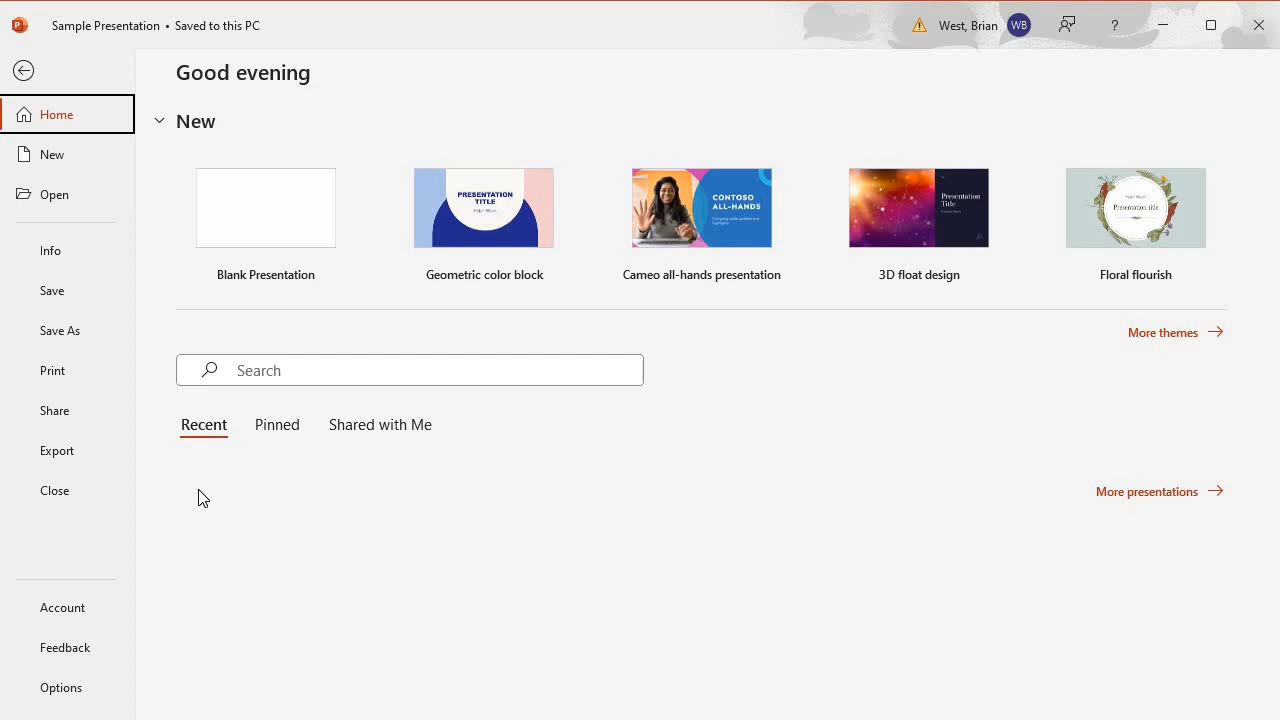 P Sample Presentation • Saved to this PC West, Brian WB ?
Good evening
Home
New
New
Open
PRESENTATION
TITLE
CONTOSO
ALL-HANDS
Presentation
Title
Presentation title
Blank Presentation Geometric color block Cameo all-hands presentation 3D float design Floral flourish
Info
Save
Save As
More themes
Print
Search
Share
Recent Pinned Shared with Me
Export
Close
More presentations
Account
Feedback
Options